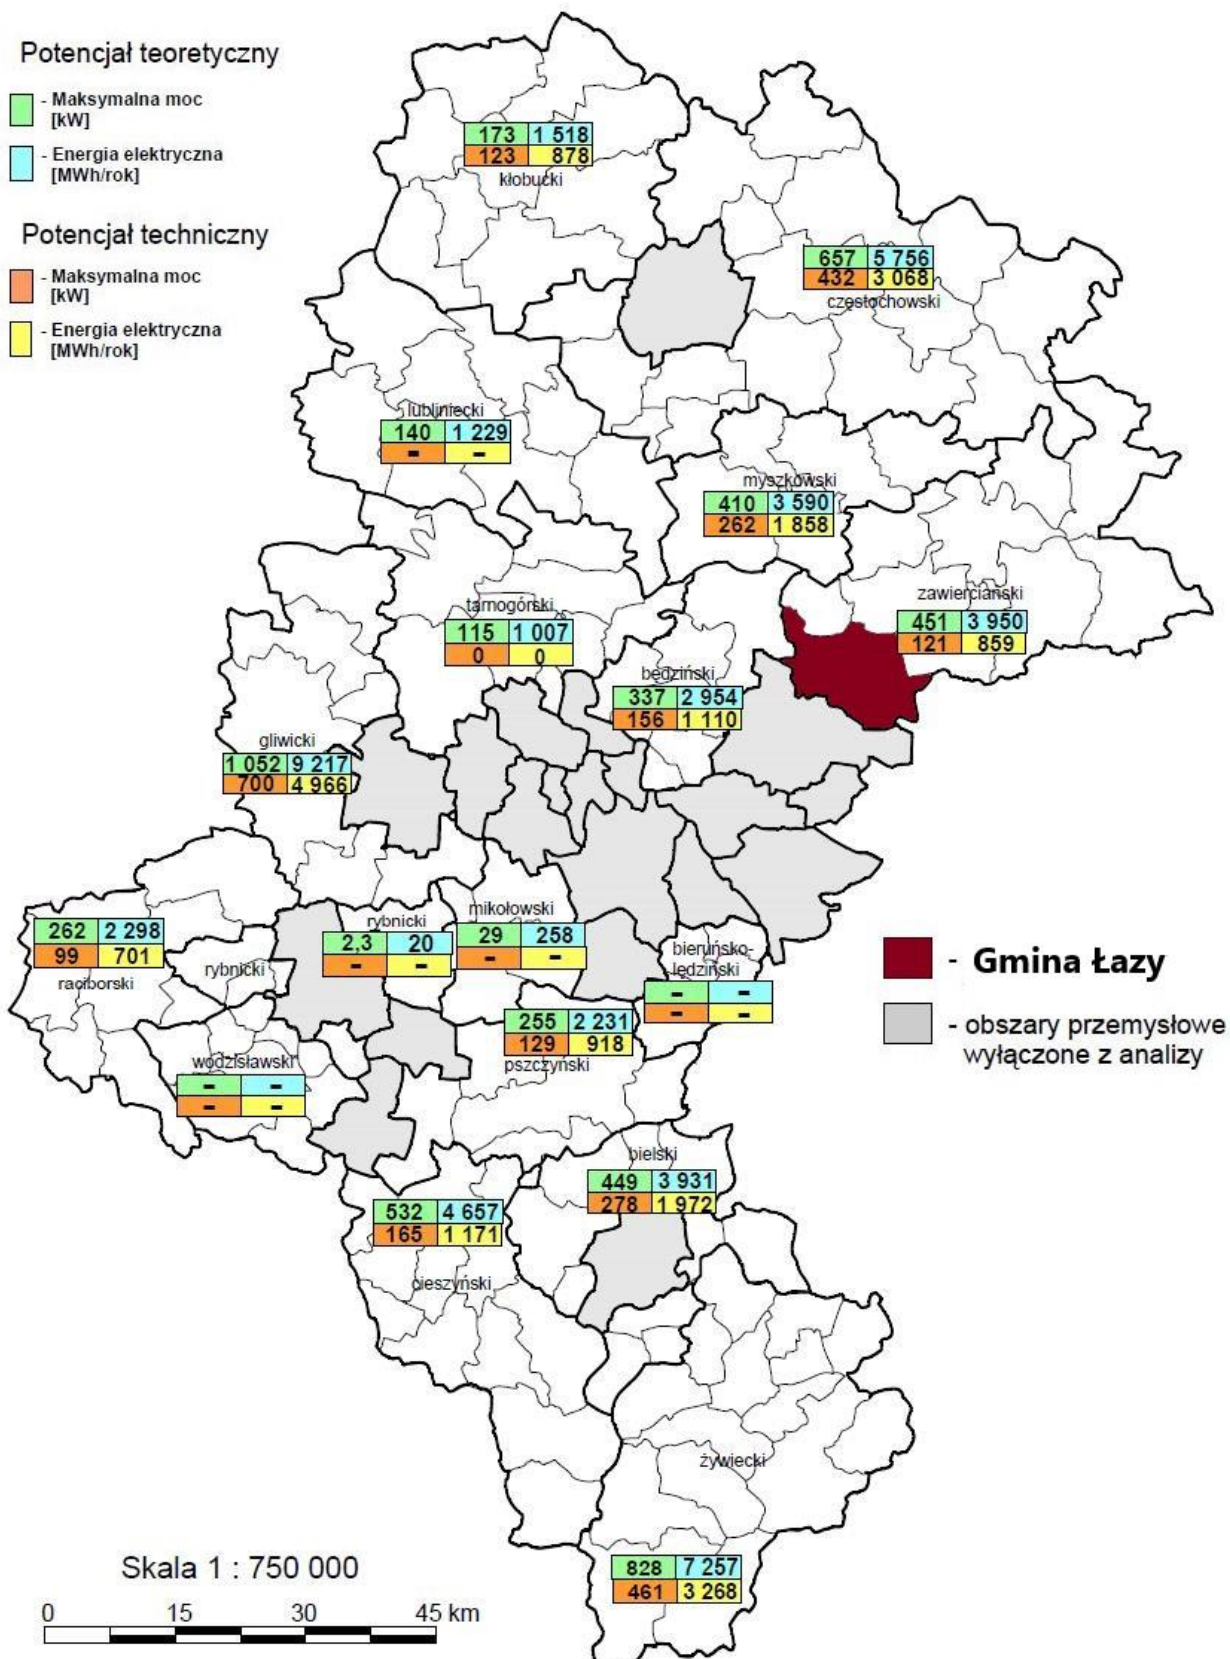 Potencjał teoretyczny
- Maksymalna moc
[kW]
- Energia elektryczna
[MWh/rok]
Potencjał techniczny
- Maksymalna moc
[kW]
- Energia elektryczna
[MWh/rok]
173 1 518
123 878
kłobucki
657 5 756
432 3 068
częstochowski
lubliniecki
140 1 229
- -
myszkowski
410 3 590
262 1 858
zawierciański
451 3 950
121 859
tarnogórski
115 1 007
0 0
będziński
337 2 954
156 1 110
gliwicki
1 052 9 217
700 4 966
262 2 298
99 701
raciborski
rybnicki
rybnicki
2,3 20
- -
mikołowski
29 258
- -
bieruńsko-
lędziński
- -
- -
255 2 231
129 918
pszczyński
wodzisławski
- -
- -
bielski
449 3 931
278 1 972
532 4 657
165 1 171
cieszyński
żywiecki
828 7 257
461 3 268
- Gmina Łazy
- obszary przemysłowe
wyłączone z analizy
Skala 1 : 750 000
0 15 30 45 km